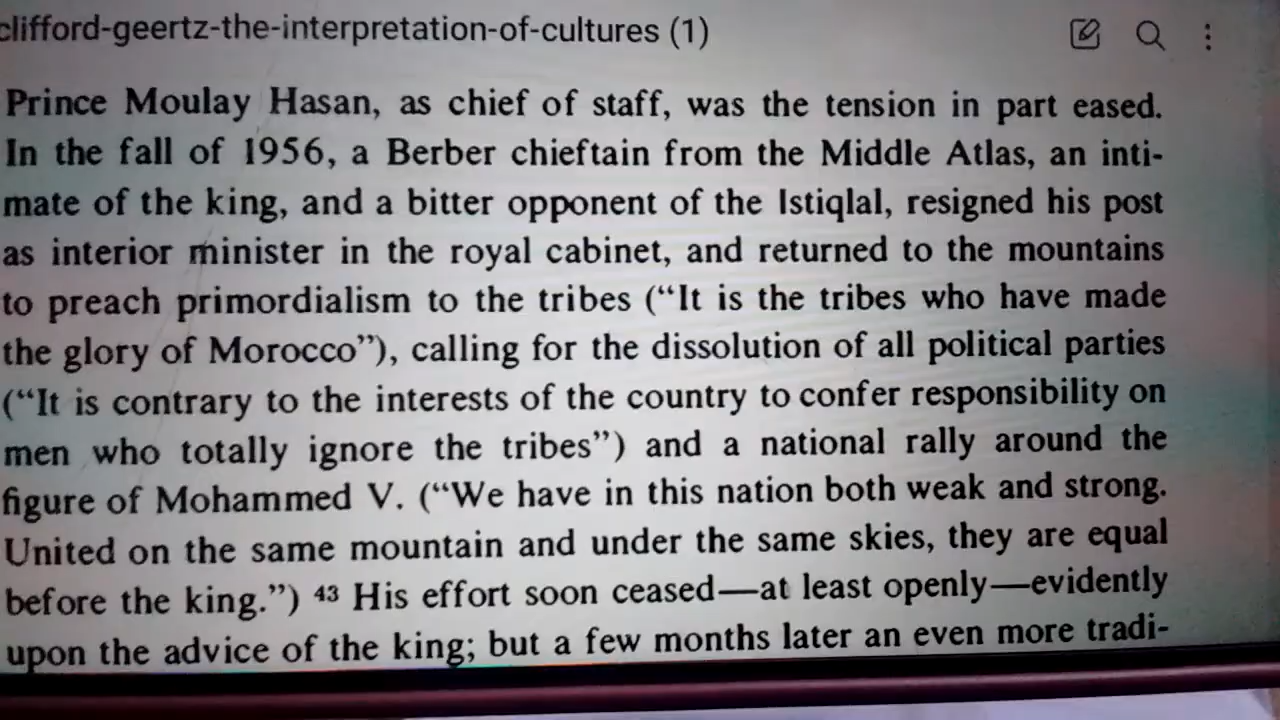 clifford-geertz-the-interpretation-of-cultures (1)
Prince Moulay Hasan, as chief of staff, was the tension in part eased.
In the fall of 1956, a Berber chieftain from the Middle Atlas, an inti-
mate of the king, and a bitter opponent of the Istiqlal, resigned his post
as interior minister in the royal cabinet, and returned to the mountains
to preach primordialism to the tribes (“It is the tribes who have made
the glory of Morocco”), calling for the dissolution of all political parties
(“It is contrary to the interests of the country to confer responsibility on
men who totally ignore the tribes”) and a national rally around the
figure of Mohammed V. (“We have in this nation both weak and strong.
United on the same mountain and under the same skies, they are equal
before the king.”) 43 His effort soon ceased—at least openly—evidently
upon the advice of the king; but a few months later an even more tradi-